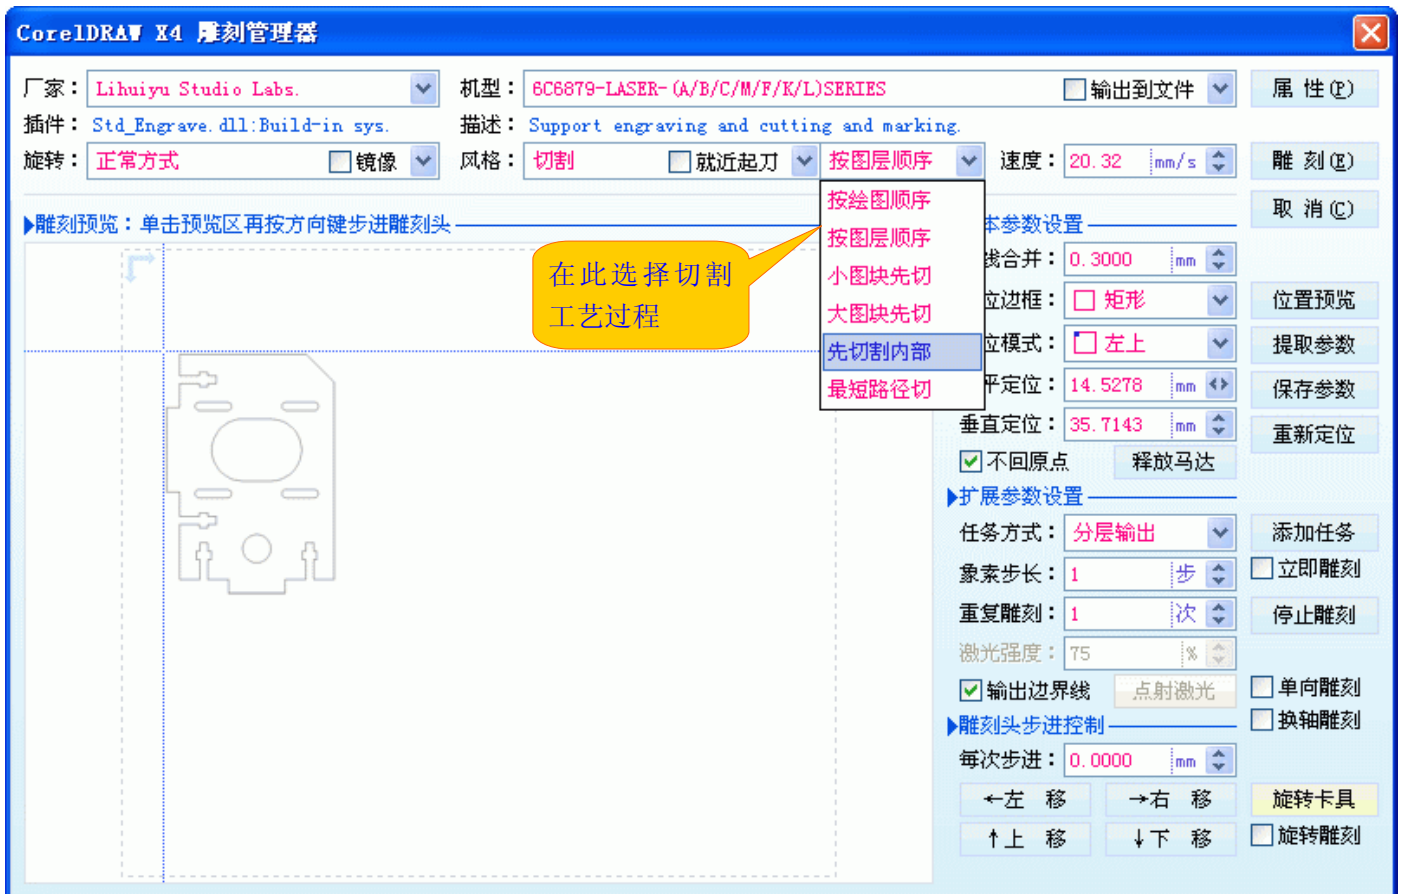 CorelDRAW X4 雕刻管理器
厂家： Lihuiyu Studio Labs. 机型： 6C6879-LASER-(A/B/C/M/F/K/L)SERIES 输出到文件 属 性(P)
插件： Std_Engrave.dll:Build-in sys. 描述： Support engraving and cutting and marking.
旋转： 正常方式 镜像 风格： 切割 就近起刀 按图层顺序 速度： 20.32 mm/s 雕 刻(E)
取 消(C)
雕刻预览：单击预览区再按方向键步进雕刻头
按绘图顺序
按图层顺序
小图块先切
大图块先切
先切割内部
最短路径切
在此选择切割
工艺过程
本参数设置
线合并： 0.3000 mm
位边框： 矩形 位置预览
位模式： 左上 提取参数
平定位： 14.5278 mm 保存参数
垂直定位： 35.7143 mm 重新定位
不回原点 释放马达
扩展参数设置
任务方式： 分层输出 添加任务
象素步长： 1 步 立即雕刻
重复雕刻： 1 次 停止雕刻
激光强度： 75 %
输出边界线 点射激光 单向雕刻
雕刻头步进控制 换轴雕刻
每次步进： 0.0000 mm
←左 移 →右 移 旋转卡具
↑上 移 ↓下 移 旋转雕刻